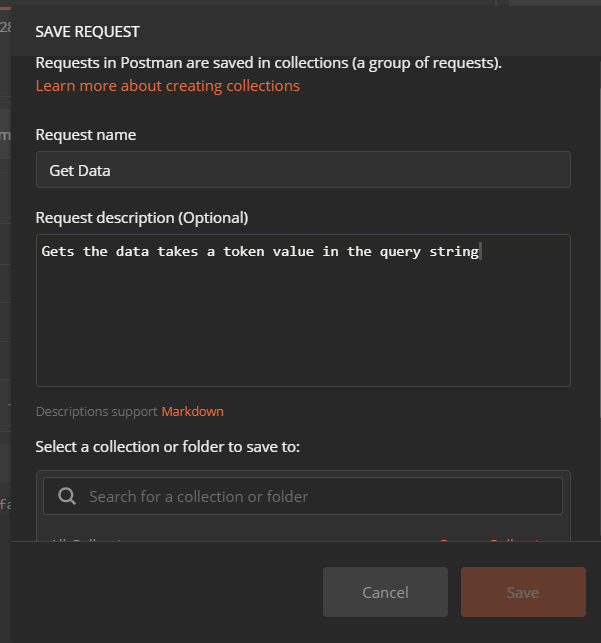 28
SAVE REQUEST
Requests in Postman are saved in collections (a group of requests).
Learn more about creating collections
Request name
Get Data
Request description (Optional)
Gets the data takes a token value in the query string
Descriptions support Markdown
Select a collection or folder to save to:
Search for a collection or folder
Cancel
Save